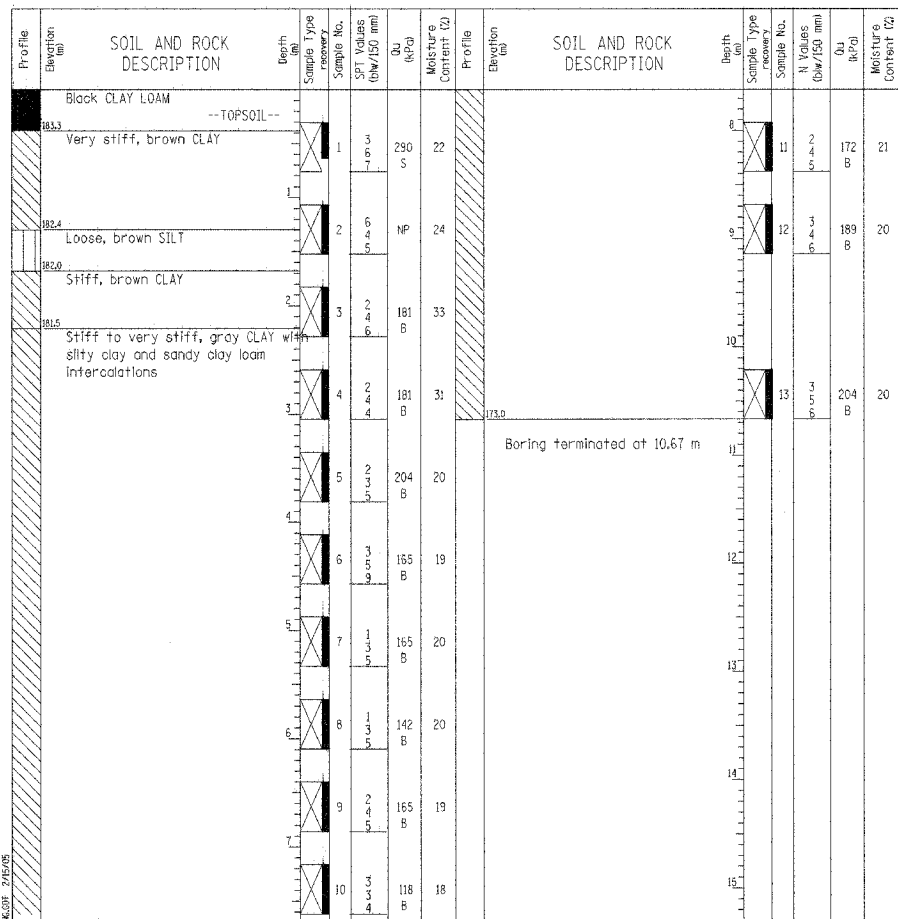 Profile
Elevation (m)
SOIL AND ROCK DESCRIPTION
Depth (m)
Sample Type recovery
Sample No.
SPT Values (blw/150 mm)
Qu (kPa)
Moisture Content (%)
Profile
Elevation (m)
SOIL AND ROCK DESCRIPTION
Depth (m)
Sample Type recovery
Sample No.
N Values (blw/150 mm)
Qu (kPa)
Moisture Content (%)
Black CLAY LOAM
--TOPSOIL--
183.3
Very stiff, brown CLAY
1 3 6 7 290 S 22
1
182.4
Loose, brown SILT
2 6 4 5 NP 24
182.0
Stiff, brown CLAY
2
3 2 4 6 181 B 33
181.5
Stiff to very stiff, gray CLAY with
silty clay and sandy clay loam
intercalations
4 2 4 4 181 B 31
3
5 2 3 5 204 B 20
4
6 3 5 9 165 B 19
5
7 1 3 5 165 B 20
6
8 1 3 5 142 B 20
9 2 4 5 165 B 19
7
10 3 3 4 118 B 18
8
11 2 4 5 172 B 21
9
12 3 4 6 189 B 20
10
13 3 5 6 204 B 20
173.0
Boring terminated at 10.67 m
11
12
13
14
15
2/15/05